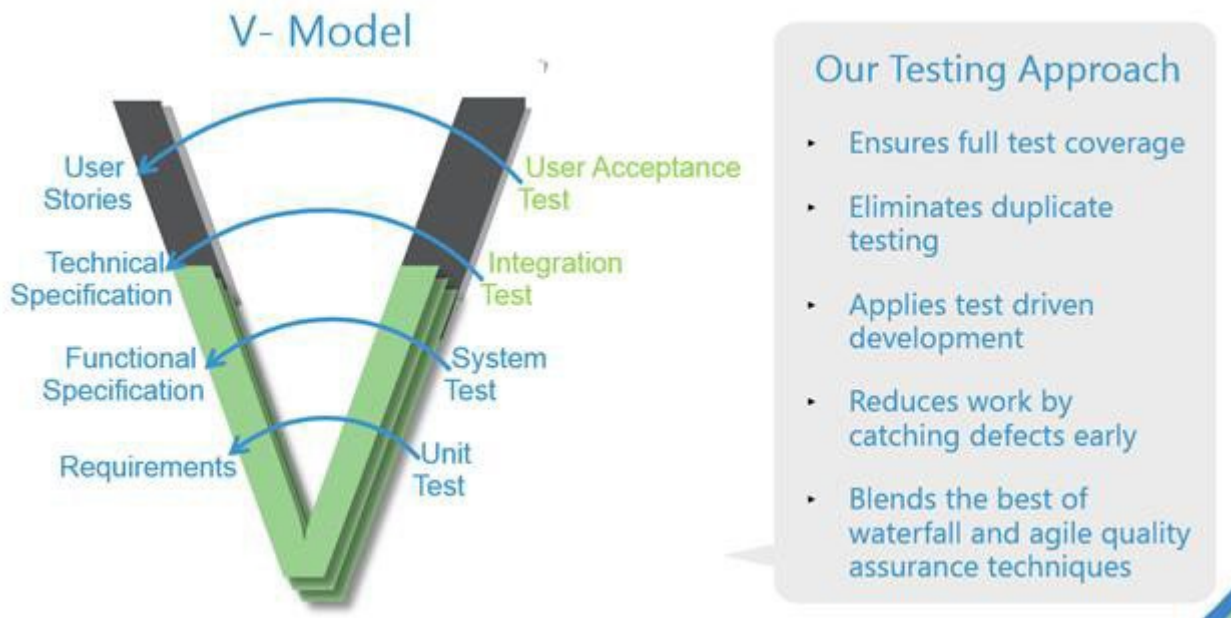 V- Model
User
Stories
User Acceptance
Test
Technical
Specification
Integration
Test
Functional
Specification
System
Test
Requirements
Unit
Test
Our Testing Approach
‣ Ensures full test coverage
‣ Eliminates duplicate
testing
‣ Applies test driven
development
‣ Reduces work by
catching defects early
‣ Blends the best of
waterfall and agile quality
assurance techniques